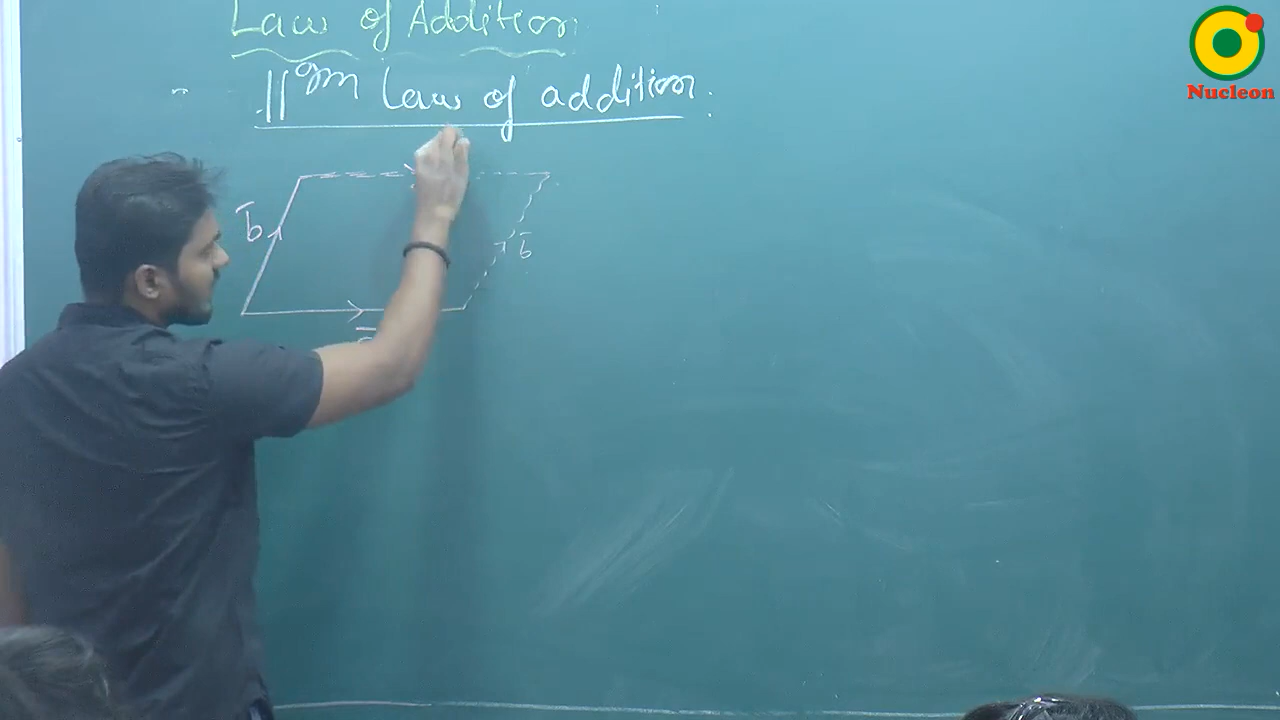 Law of Addition
||gm law of addition.
Nucleon
b̄
b̄